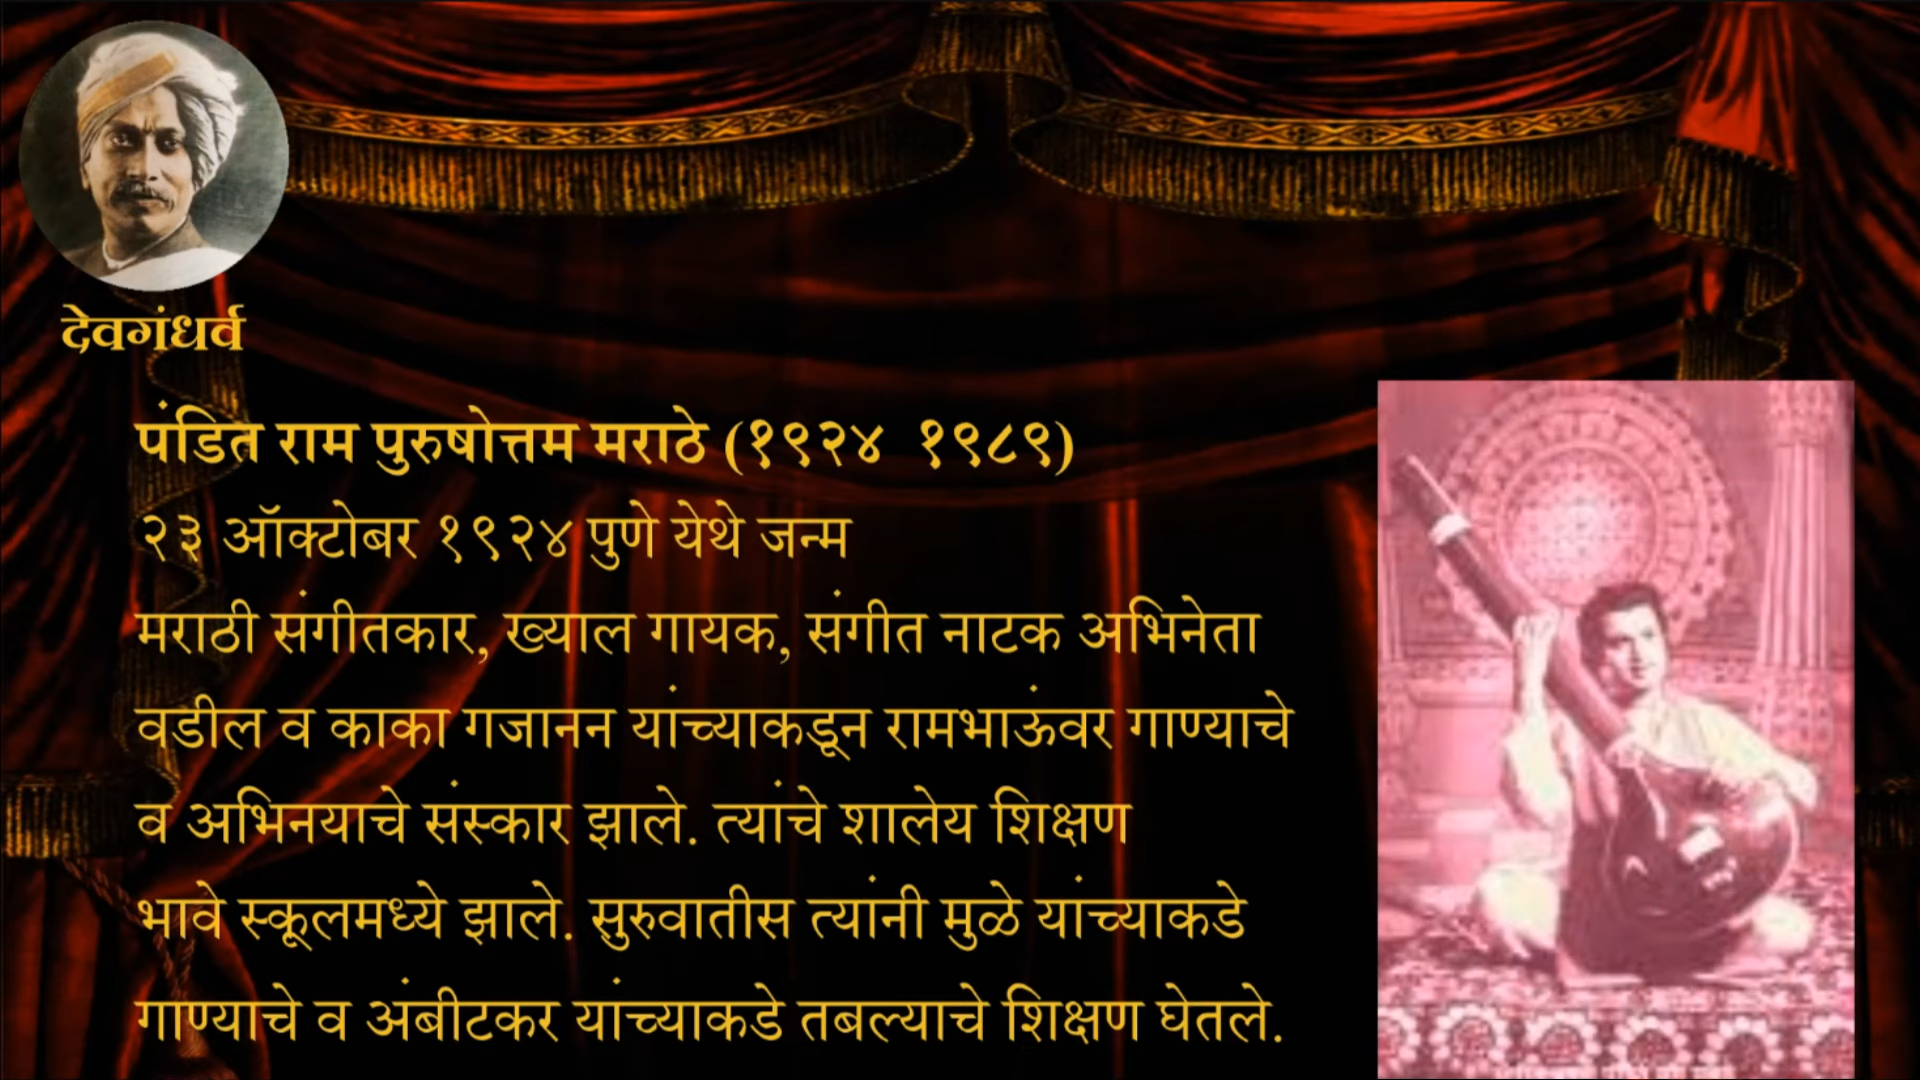 देवगंधर्व
पंडित राम पुरुषोत्तम मराठे (१९२४  १९८९)
२३ ऑक्टोबर १९२४ पुणे येथे जन्म
मराठी संगीतकार, ख्याल गायक, संगीत नाटक अभिनेता
वडील व काका गजानन यांच्याकडून रामभाऊंवर गाण्याचे
व अभिनयाचे संस्कार झाले. त्यांचे शालेय शिक्षण
भावे स्कूलमध्ये झाले. सुरुवातीस त्यांनी मुळे यांच्याकडे
गाण्याचे व अंबीटकर यांच्याकडे तबल्याचे शिक्षण घेतले.